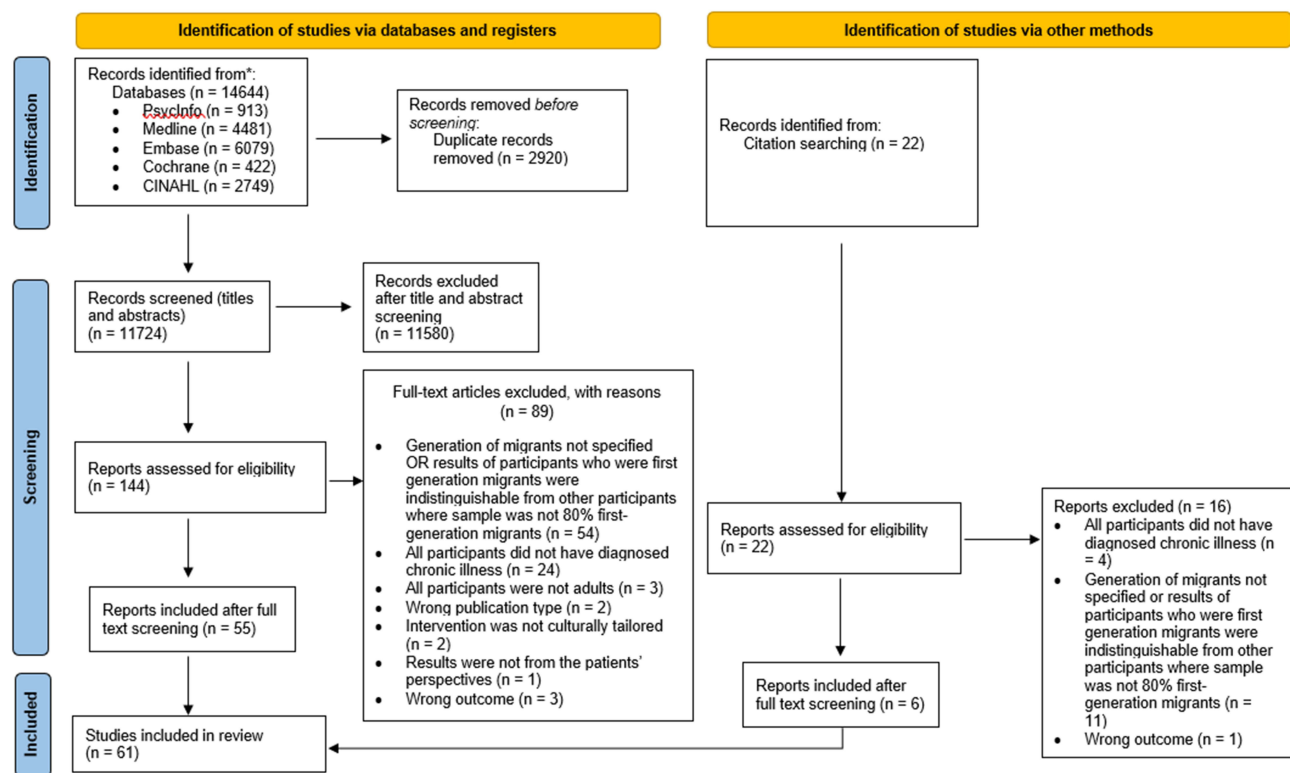 Identification of studies via databases and registers
Identification of studies via other methods
Identification
Records identified from*:
Databases (n = 14644)
• PsycInfo (n = 913)
• Medline (n = 4481)
• Embase (n = 6079)
• Cochrane (n = 422)
• CINAHL (n = 2749)
Records removed before
screening:
Duplicate records
removed (n = 2920)
Records identified from:
Citation searching (n = 22)
Screening
Records screened (titles
and abstracts)
(n = 11724)
Records excluded
after title and abstract
screening
(n = 11580)
Reports assessed for eligibility
(n = 144)
Full-text articles excluded, with reasons
(n = 89)
• Generation of migrants not specified
OR results of participants who were first
generation migrants were
indistinguishable from other participants
where sample was not 80% first-
generation migrants (n = 54)
• All participants did not have diagnosed
chronic illness (n = 24)
• All participants were not adults (n = 3)
• Wrong publication type (n = 2)
• Intervention was not culturally tailored
(n = 2)
• Results were not from the patients’
perspectives (n = 1)
• Wrong outcome (n = 3)
Reports included after full
text screening (n = 55)
Reports assessed for eligibility
(n = 22)
Reports excluded (n = 16)
• All participants did not have
diagnosed chronic illness (n
= 4)
• Generation of migrants not
specified or results of
participants who were first
generation migrants were
indistinguishable from other
participants where sample
was not 80% first-
generation migrants (n =
11)
• Wrong outcome (n = 1)
Reports included after
full text screening (n = 6)
Included
Studies included in review
(n = 61)